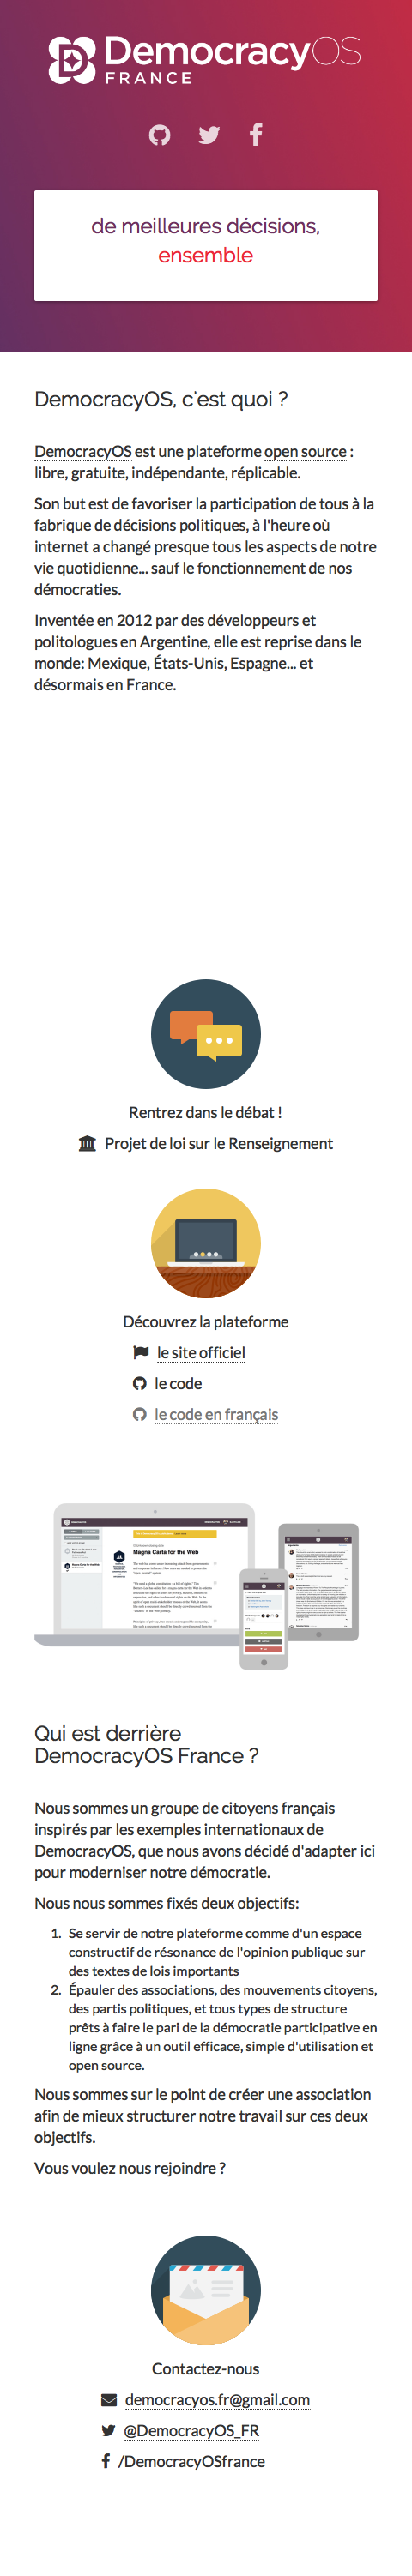 DemocracyOS
FRANCE
de meilleures décisions,
ensemble
DemocracyOS, c'est quoi ?
DemocracyOS est une plateforme open source :
libre, gratuite, indépendante, réplicable.
Son but est de favoriser la participation de tous à la
fabrique de décisions politiques, à l'heure où
internet a changé presque tous les aspects de notre
vie quotidienne... sauf le fonctionnement de nos
démocraties.
Inventée en 2012 par des développeurs et
politologues en Argentine, elle est reprise dans le
monde: Mexique, États-Unis, Espagne... et
désormais en France.
Rentrez dans le débat !
Projet de loi sur le Renseignement
Découvrez la plateforme
le site officiel
le code
le code en français
Magna Carta for the Web
Qui est derrière
DemocracyOS France ?
Nous sommes un groupe de citoyens français
inspirés par les exemples internationaux de
DemocracyOS, que nous avons décidé d'adapter ici
pour moderniser notre démocratie.
Nous nous sommes fixés deux objectifs:
1. Se servir de notre plateforme comme d'un espace
constructif de résonance de l'opinion publique sur
des textes de lois importants
2. Épauler des associations, des mouvements citoyens,
des partis politiques, et tous types de structure
prêts à faire le pari de la démocratie participative en
ligne grâce à un outil efficace, simple d'utilisation et
open source.
Nous sommes sur le point de créer une association
afin de mieux structurer notre travail sur ces deux
objectifs.
Vous voulez nous rejoindre ?
Contactez-nous
democracyos.fr@gmail.com
@DemocracyOS_FR
/DemocracyOSfrance